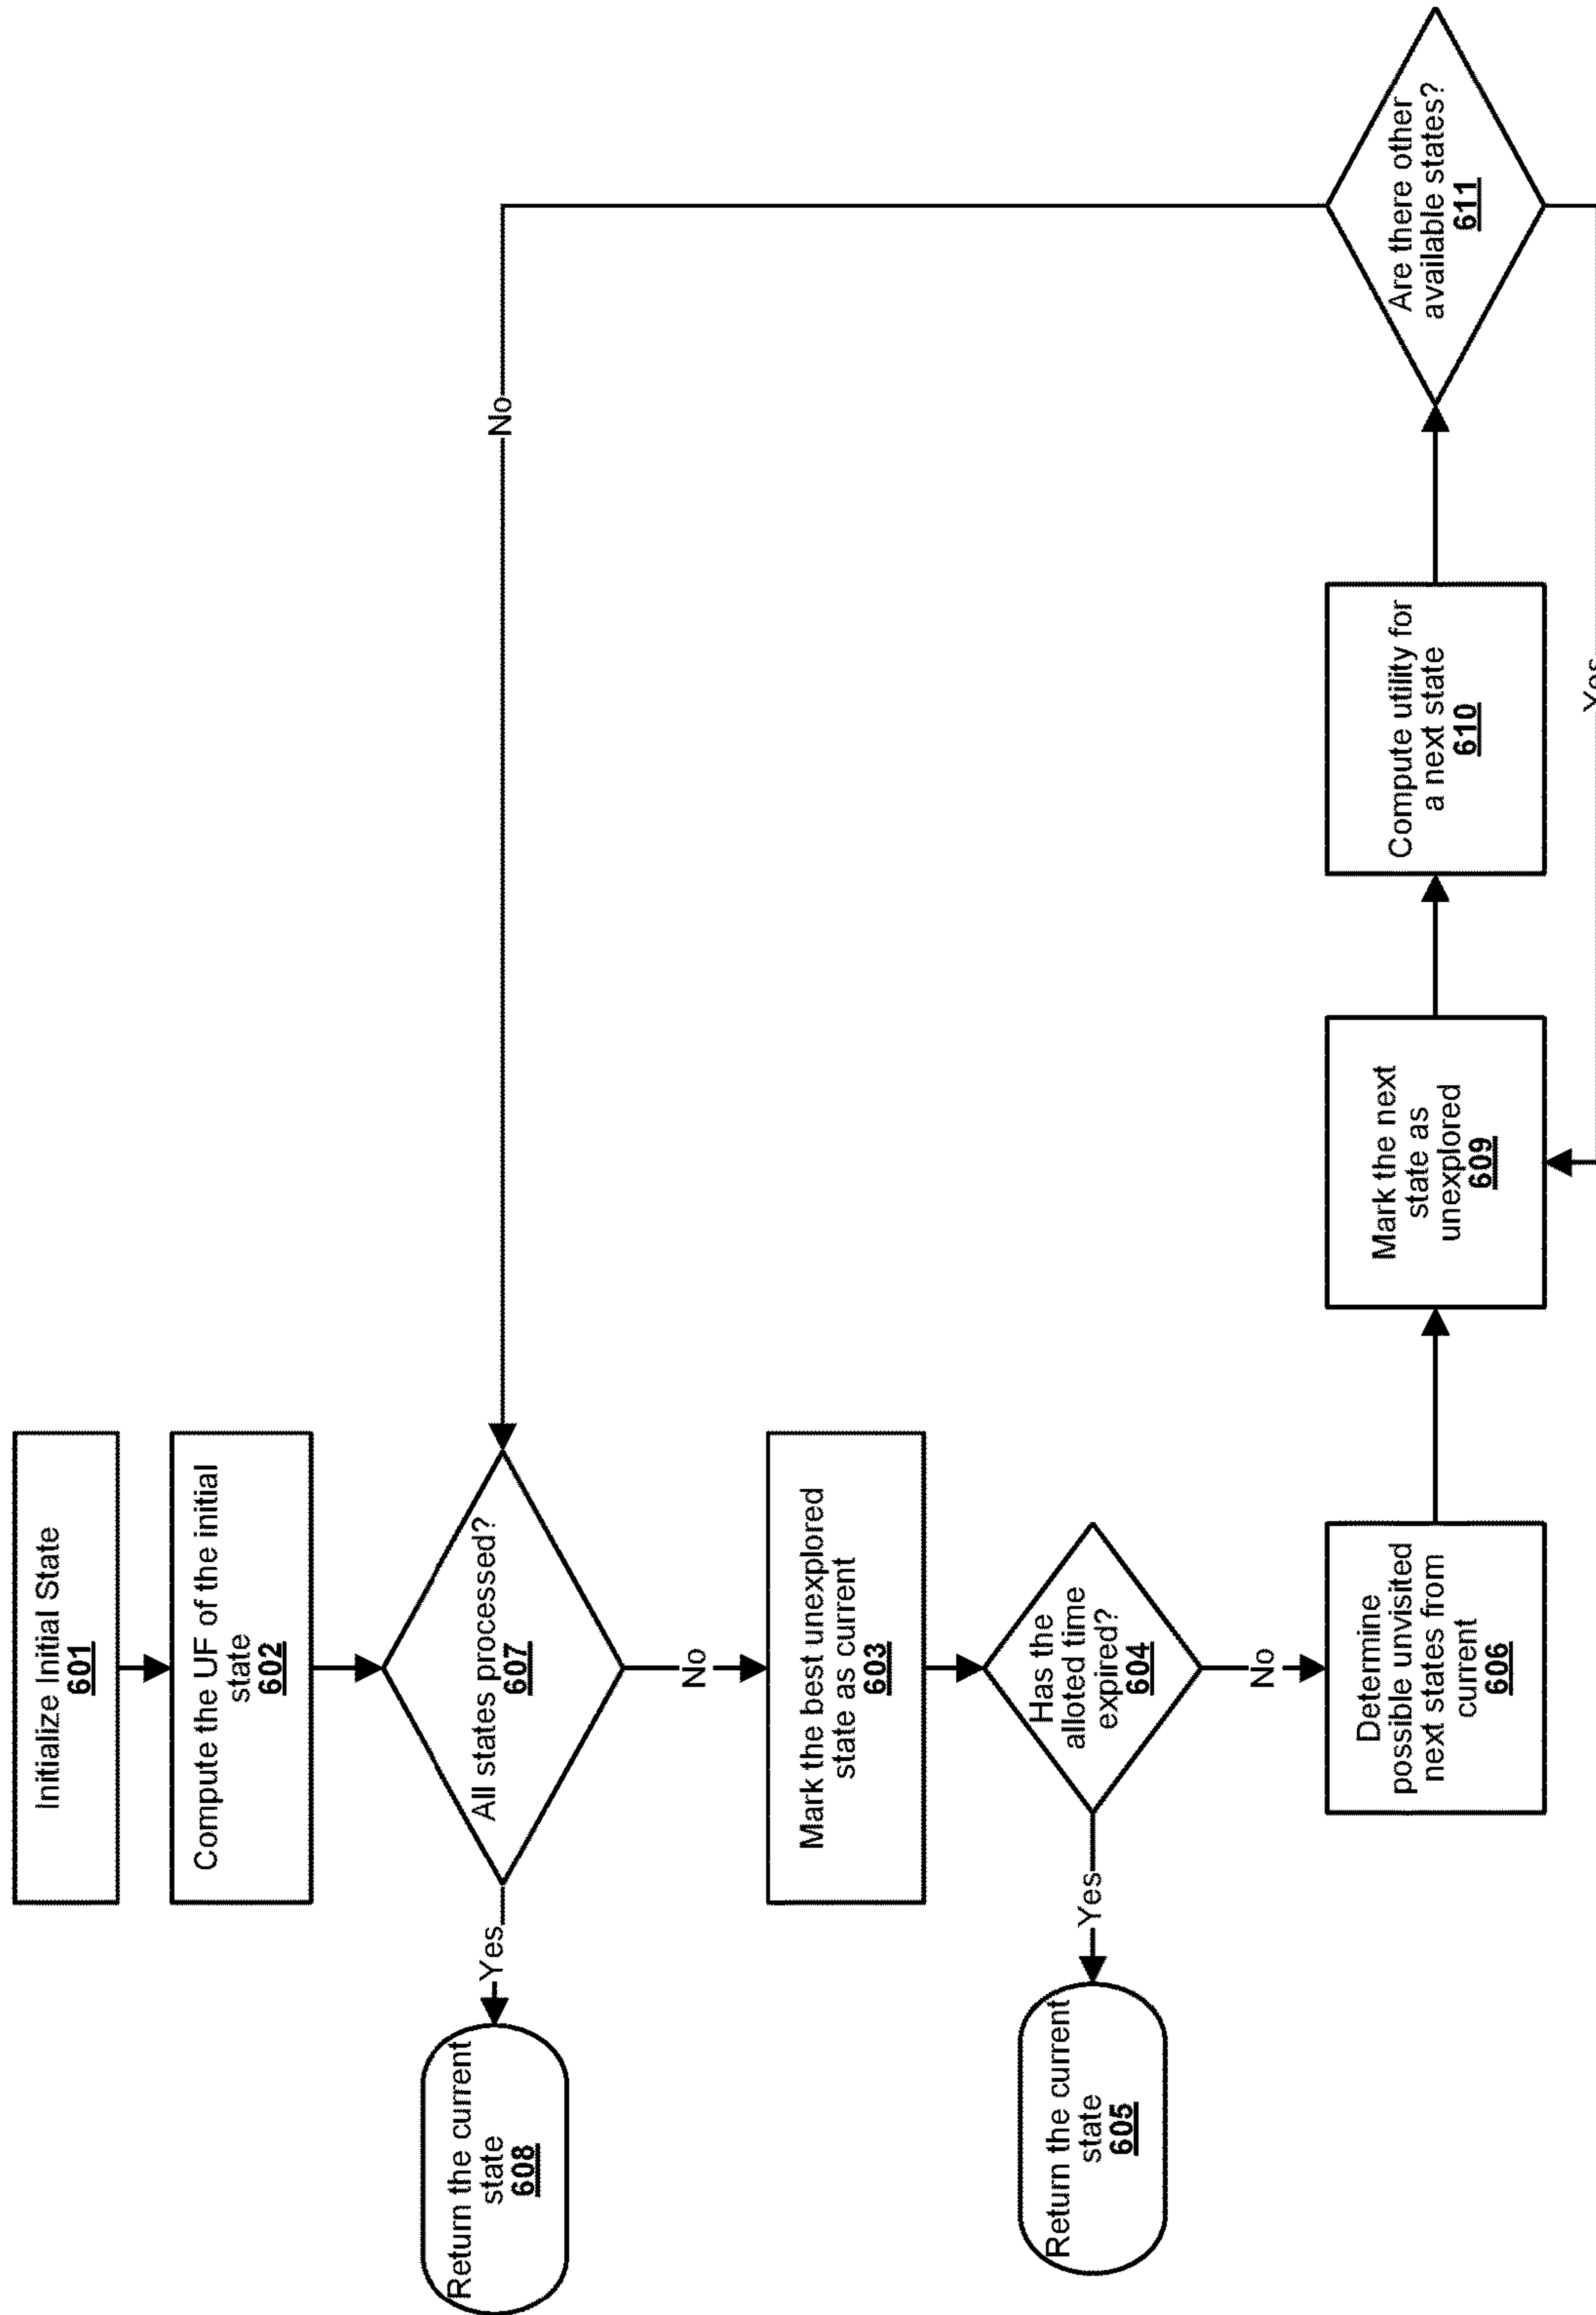 Initialize Initial State
601
Compute the UF of the initial
state
602
All states processed?
607
Yes
Return the current
state
608
No
Mark the best unexplored
state as current
603
Has the
alloted time
expired?
604
Yes
Return the current
state
605
No
Determine
possible unvisited
next states from
current
606
Mark the next
state as
unexplored
609
Compute utility for
a next state
610
Are there other
available states?
611
No
Yes